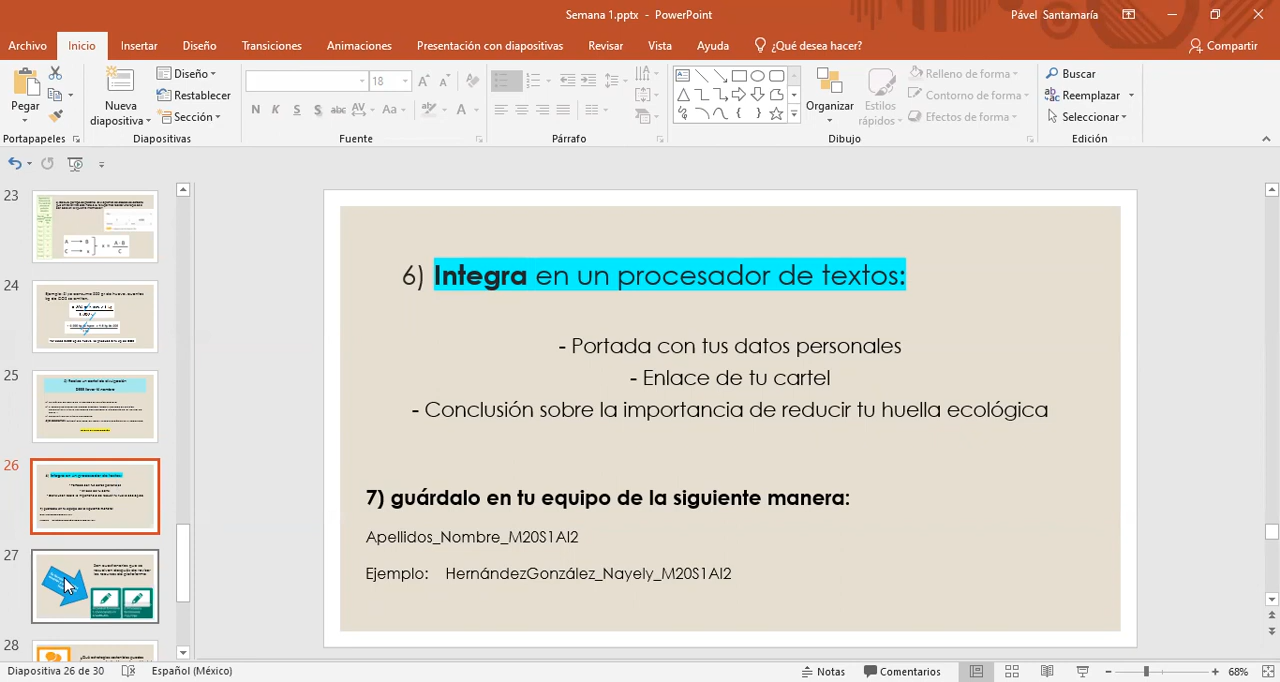 Semana 1.pptx - PowerPoint
Pável Santamaría
Archivo
Inicio
Insertar
Diseño
Transiciones
Animaciones
Presentación con diapositivas
Revisar
Vista
Ayuda
¿Qué desea hacer?
Compartir
Pegar
Portapapeles
Nueva diapositiva
Diseño
Restablecer
Sección
Diapositivas
18
N K S S abc AV Aa A
Fuente
Párrafo
Organizar
Estilos rápidos
Relleno de forma
Contorno de forma
Efectos de forma
Dibujo
Buscar
Reemplazar
Seleccionar
Edición
23
24
25
26
27
28
6) Integra en un procesador de textos:
- Portada con tus datos personales
- Enlace de tu cartel
- Conclusión sobre la importancia de reducir tu huella ecológica
7) guárdalo en tu equipo de la siguiente manera:
Apellidos_Nombre_M20S1AI2
Ejemplo: HernándezGonzález_Nayely_M20S1AI2
Diapositiva 26 de 30
Español (México)
Notas
Comentarios
68%